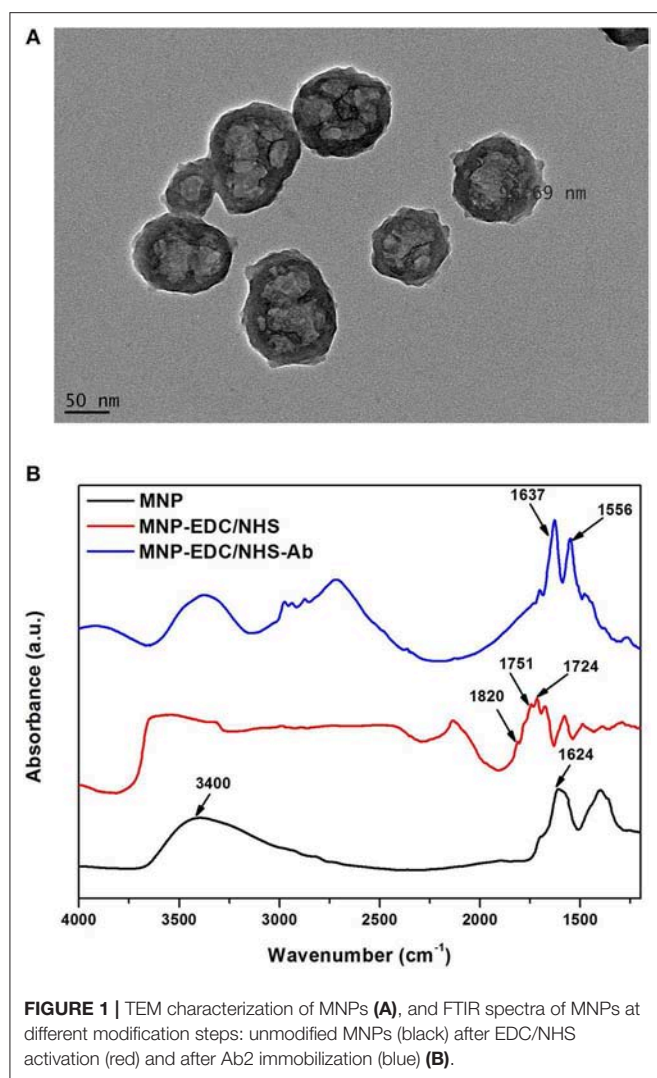 A
69 nm
50 nm
B
MNP
MNP-EDC/NHS
MNP-EDC/NHS-Ab
1637
1556
1751
1724
1820
1624
3400
Absorbance (a.u.)
4000
3500
3000
2500
2000
1500
Wavenumber (cm⁻¹)
FIGURE 1 | TEM characterization of MNPs (A), and FTIR spectra of MNPs at
different modification steps: unmodified MNPs (black) after EDC/NHS
activation (red) and after Ab2 immobilization (blue) (B).